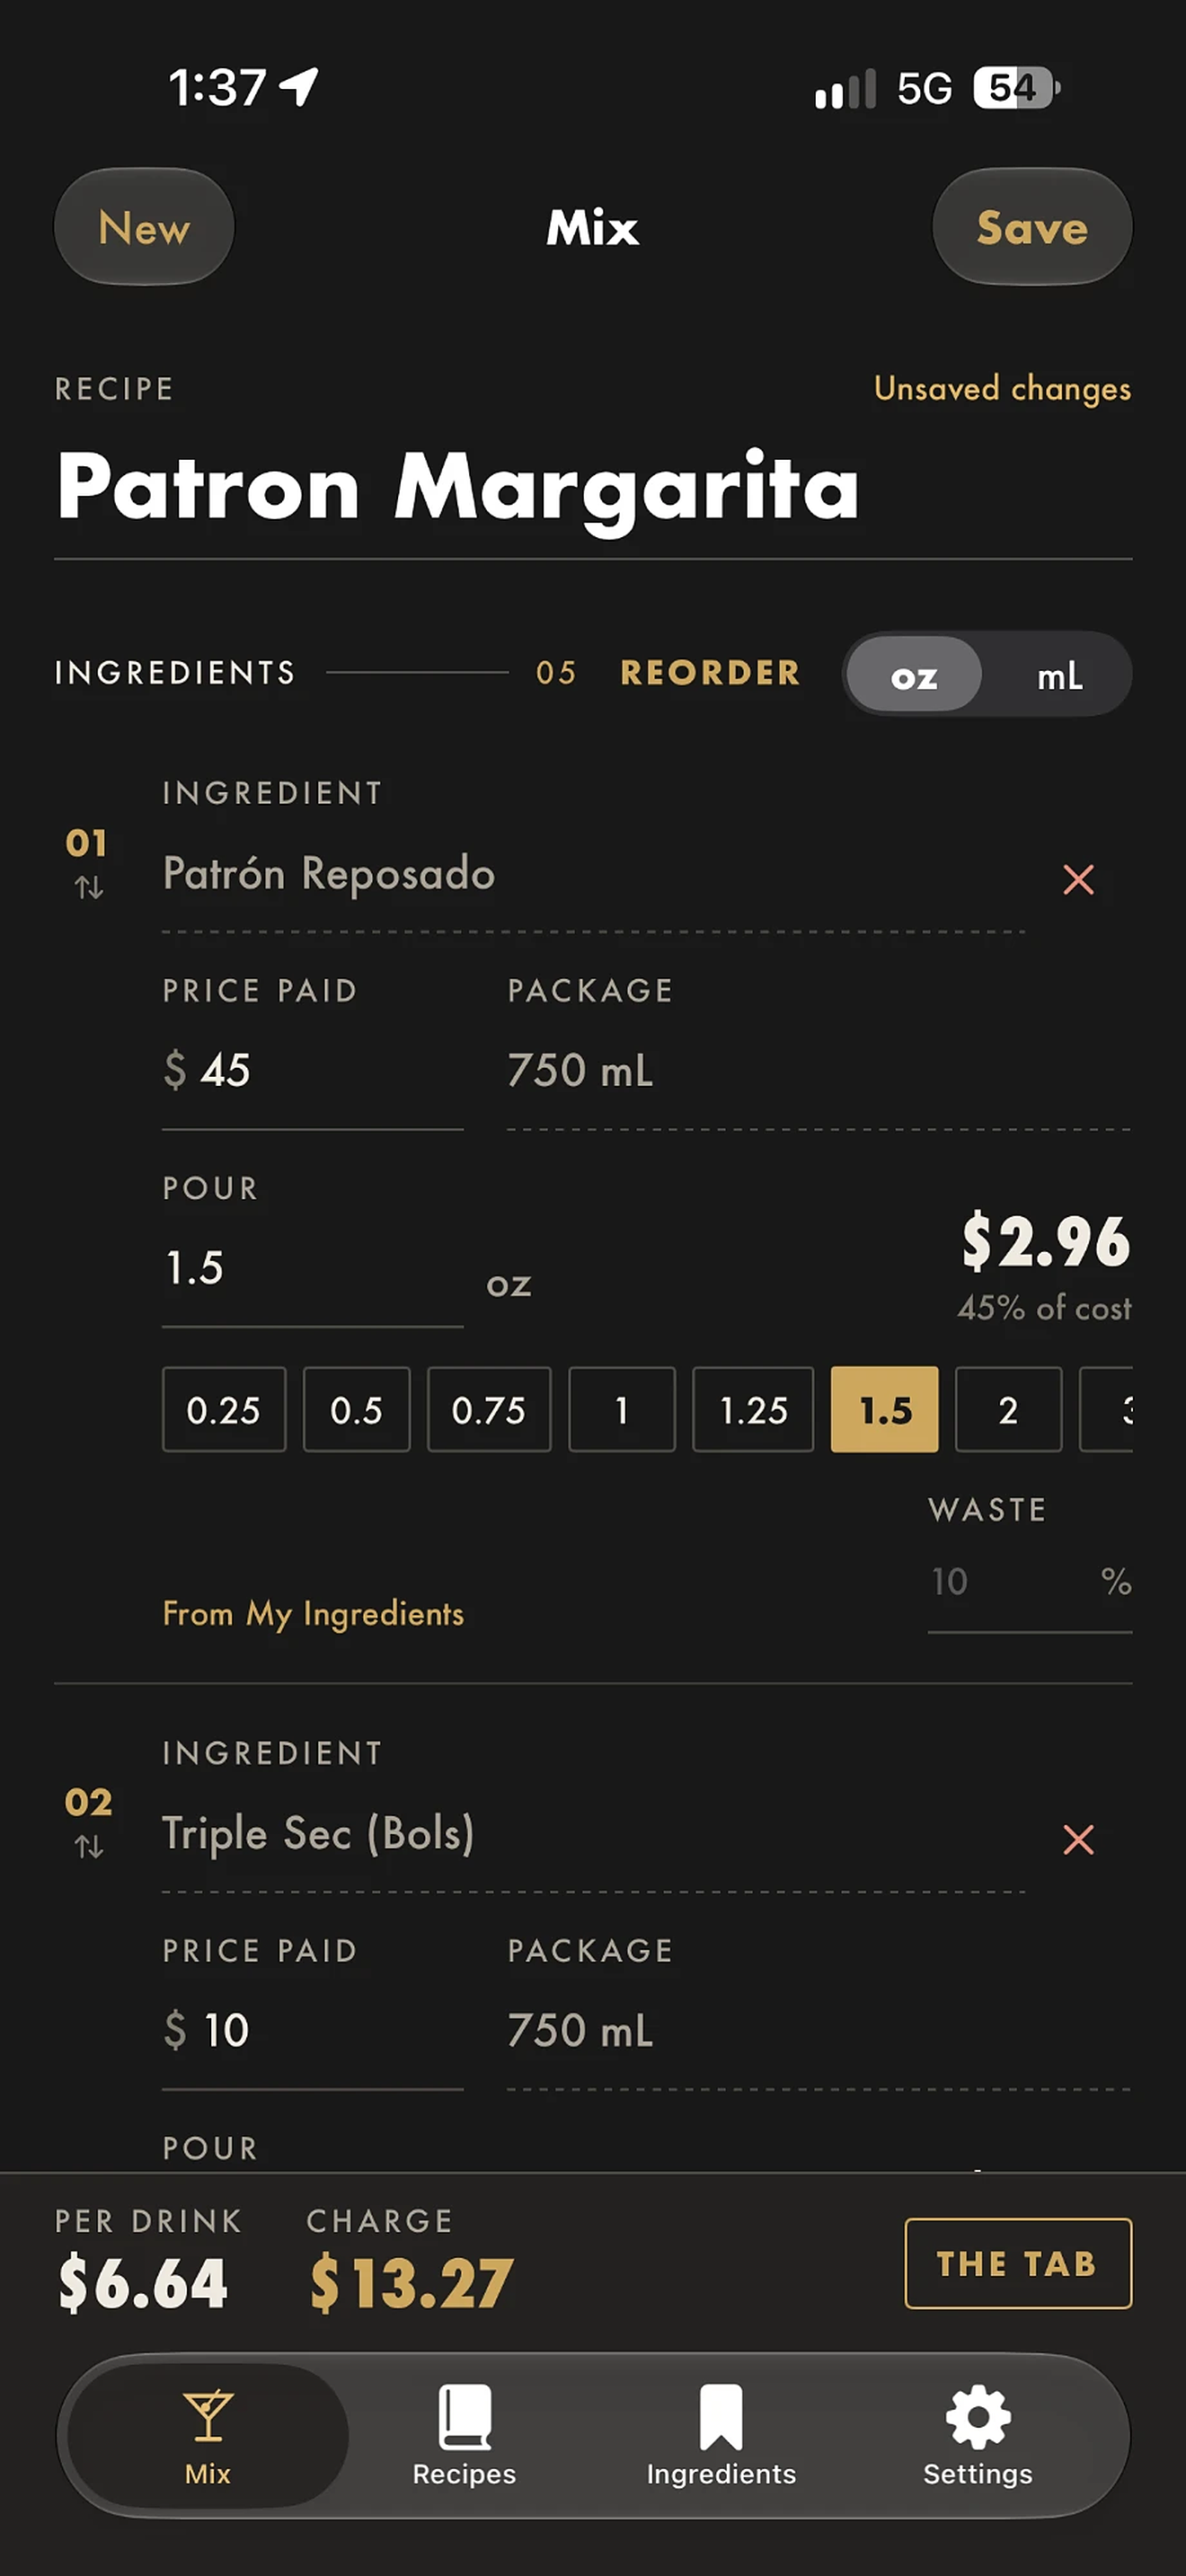 1:37 5G 54
New Mix Save
RECIPE Unsaved changes
Patron Margarita
INGREDIENTS 05 REORDER oz mL
INGREDIENT
01
Patrón Reposado
PRICE PAID PACKAGE
$ 45 750 mL
POUR
$2.96
1.5 oz
45% of cost
0.25 0.5 0.75 1 1.25 1.5 2
WASTE
10 %
From My Ingredients
INGREDIENT
02
Triple Sec (Bols)
PRICE PAID PACKAGE
$ 10 750 mL
POUR
PER DRINK CHARGE
$6.64 $13.27 THE TAB
Mix Recipes Ingredients Settings